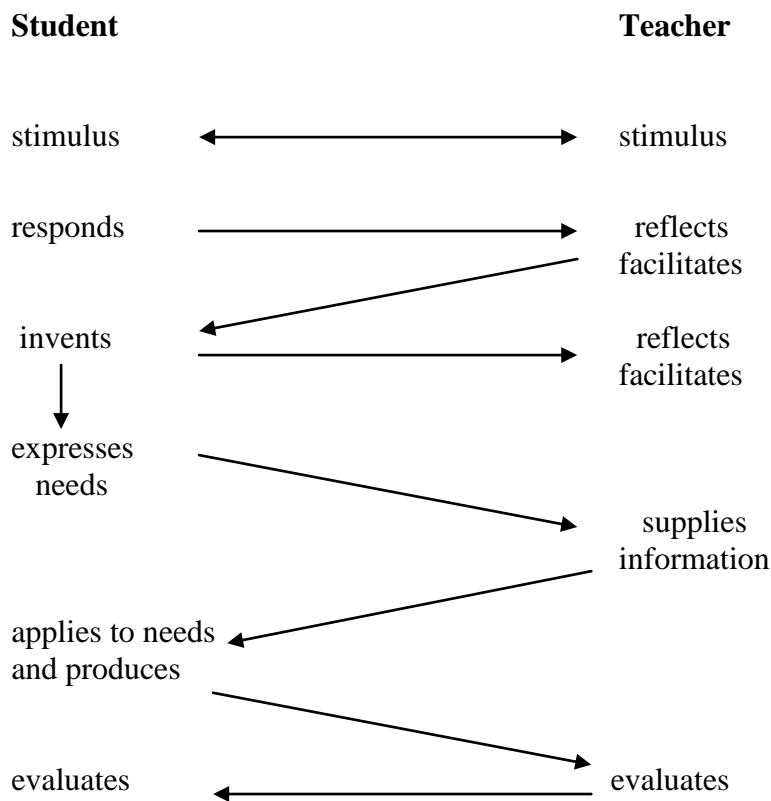 Student Teacher
stimulus stimulus
responds reflects
facilitates
invents reflects
facilitates
expresses
needs
supplies
information
applies to needs
and produces
evaluates evaluates